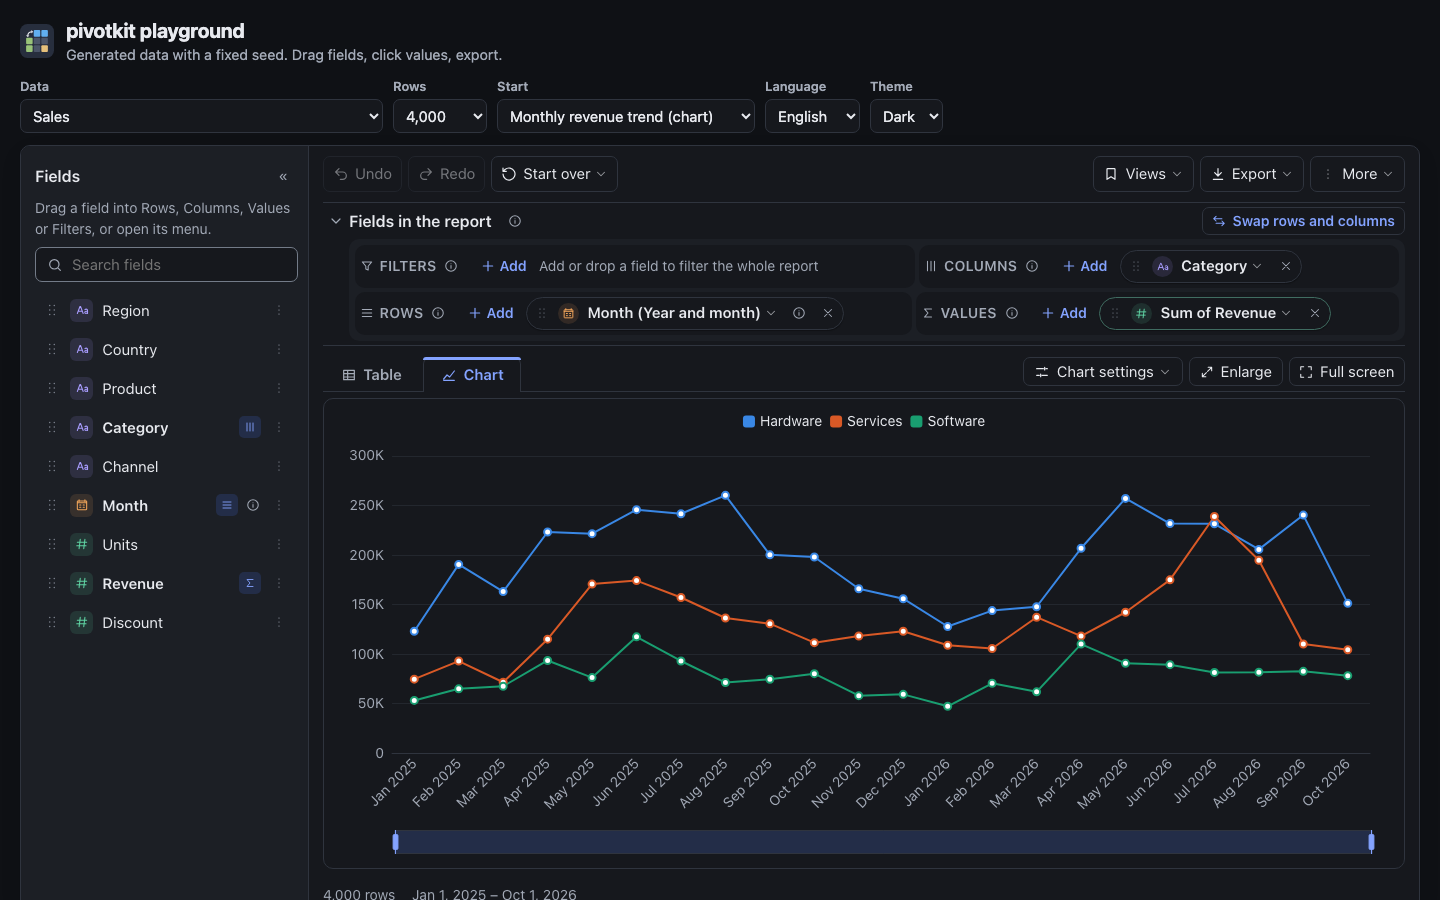 pivotkit playground
Generated data with a fixed seed. Drag fields, click values, export.
Data
Rows
Start
Language
Theme
Sales
4,000
Monthly revenue trend (chart)
English
Dark
Fields
«
Drag a field into Rows, Columns, Values
or Filters, or open its menu.
Search fields
Aa Region
Aa Country
Aa Product
Aa Category
Aa Channel
Month
# Units
# Revenue Σ
# Discount
Undo
Redo
Start over
Views
Export
More
Fields in the report
Swap rows and columns
FILTERS
+ Add
Add or drop a field to filter the whole report
COLUMNS
+ Add
Aa Category
ROWS
+ Add
Month (Year and month)
Σ VALUES
+ Add
# Sum of Revenue
Table
Chart
Chart settings
Enlarge
Full screen
Hardware Services Software
300K
250K
200K
150K
100K
50K
0
Jan 2025
Feb 2025
Mar 2025
Apr 2025
May 2025
Jun 2025
Jul 2025
Aug 2025
Sep 2025
Oct 2025
Nov 2025
Dec 2025
Jan 2026
Feb 2026
Mar 2026
Apr 2026
May 2026
Jun 2026
Jul 2026
Aug 2026
Sep 2026
Oct 2026
4,000 rows Jan 1, 2025 – Oct 1, 2026